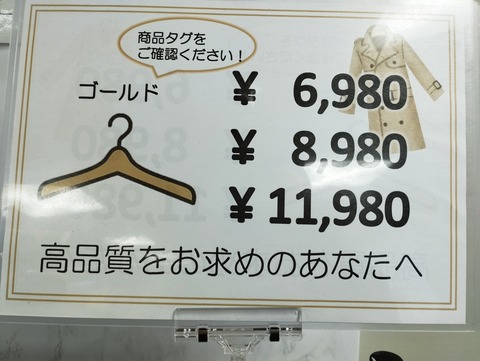 商品タグを
ご確認ください！
ゴールド
¥ 6,980
¥ 8,980
¥ 11,980
高品質をお求めのあなたへ